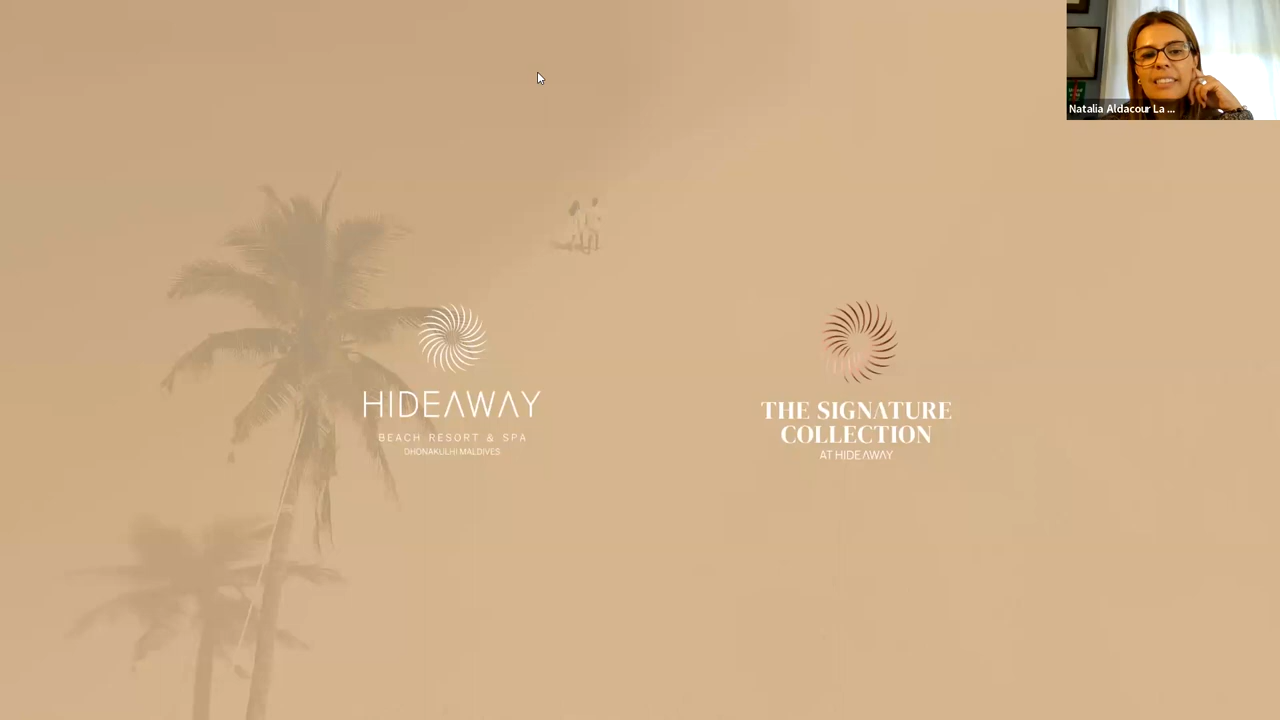 Natalia Aldacour La ...
HIDEAWAY
BEACH RESORT & SPA
DHONAKULHI MALDIVES
THE SIGNATURE
COLLECTION
AT HIDEAWAY